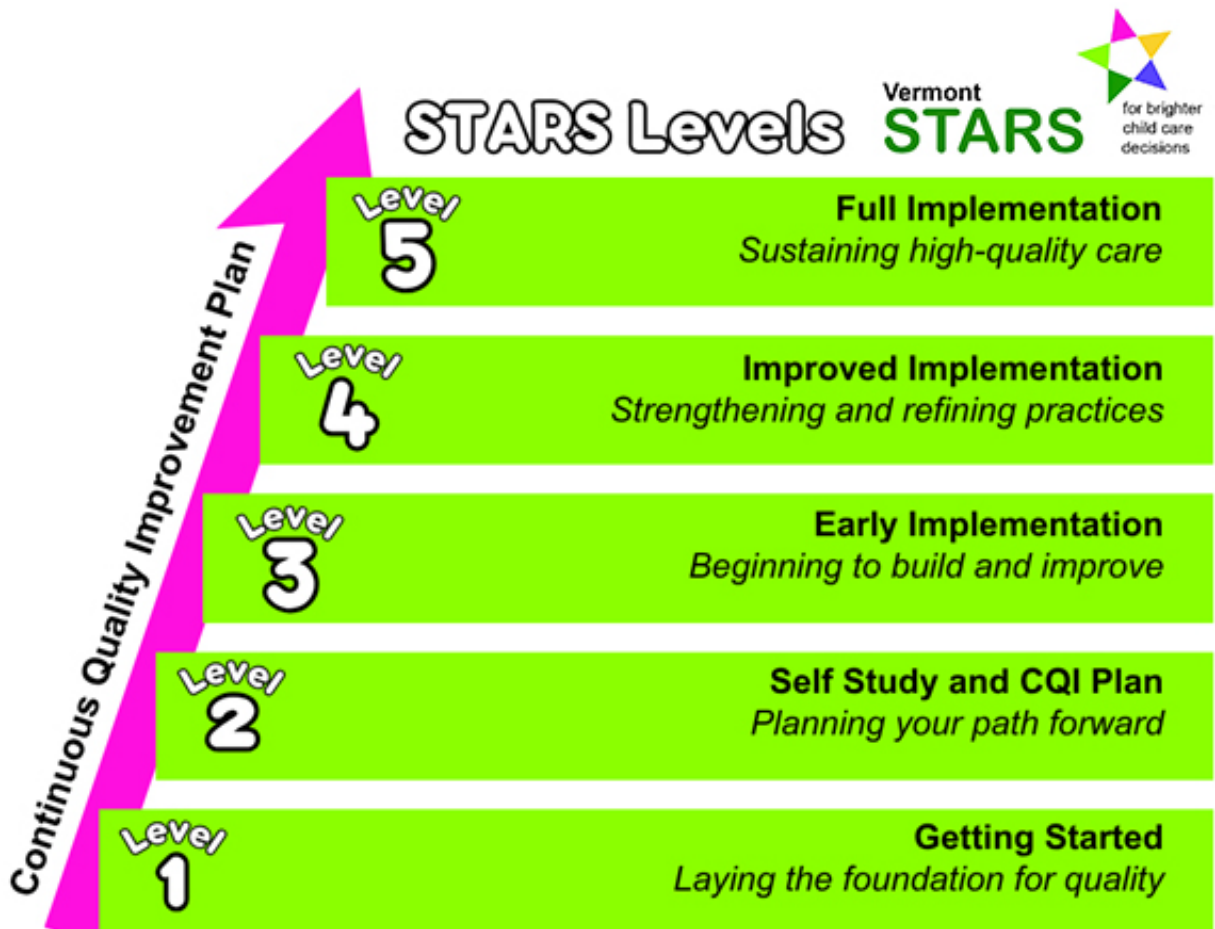 STARS Levels
Vermont
STARS
for brighter
child care
decisions
Continuous Quality Improvement Plan
Level
5
Full Implementation
Sustaining high-quality care
Level
4
Improved Implementation
Strengthening and refining practices
Level
3
Early Implementation
Beginning to build and improve
Level
2
Self Study and CQI Plan
Planning your path forward
Level
1
Getting Started
Laying the foundation for quality